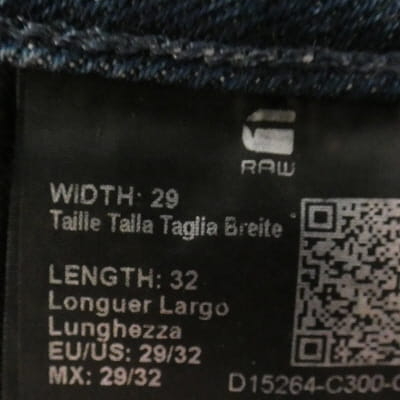 RAW
WIDTH: 29
Taille Talla Taglia Breite
LENGTH: 32
Longuer Largo
Lunghezza
EU/US: 29/32
MX: 29/32
D15264-C300-